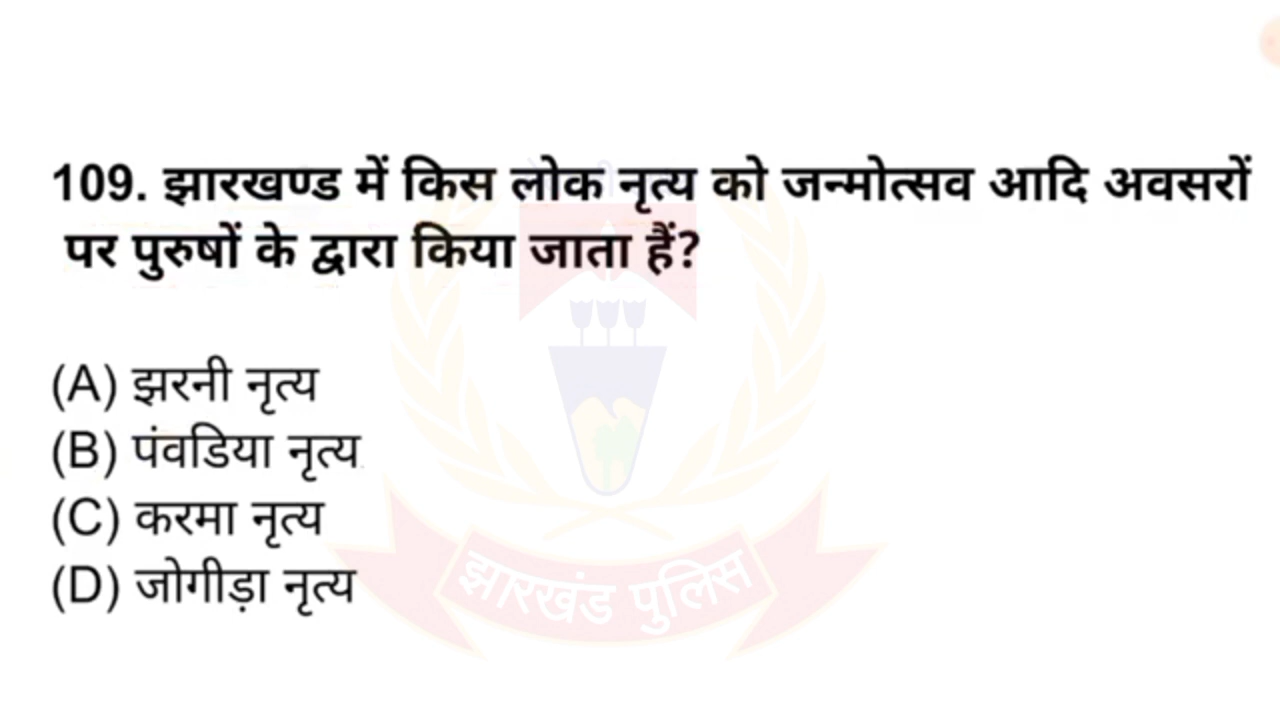 109. झारखण्ड में किस लोक नृत्य को जन्मोत्सव आदि अवसरों
पर पुरुषों के द्वारा किया जाता हैं?
(A) झरनी नृत्य
(B) पंवडिया नृत्य
(C) करमा नृत्य
(D) जोगीड़ा नृत्य
झारखंड पुलिस